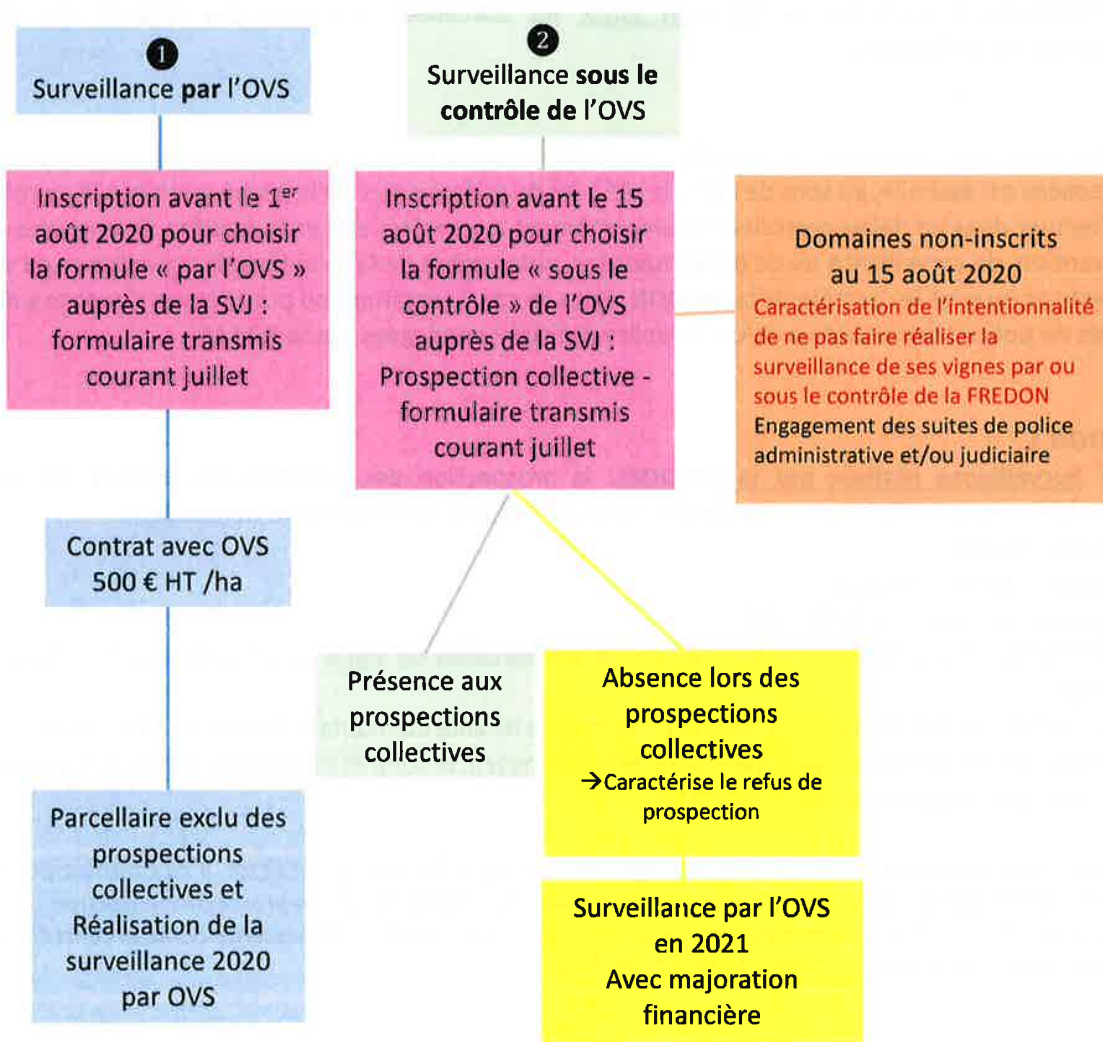 1
Surveillance par l'OVS
Inscription avant le 1er
août 2020 pour choisir
la formule « par l'OVS »
auprès de la SVJ :
formulaire transmis
courant juillet
Contrat avec OVS
500 € HT /ha
Parcellaire exclu des
prospections
collectives et
Réalisation de la
surveillance 2020
par OVS
2
Surveillance sous le
contrôle de l'OVS
Inscription avant le 15
août 2020 pour choisir
la formule « sous le
contrôle » de l'OVS
auprès de la SVJ :
Prospection collective -
formulaire transmis
courant juillet
Domaines non-inscrits
au 15 août 2020
Caractérisation de l'intentionnalité
de ne pas faire réaliser la
surveillance de ses vignes par ou
sous le contrôle de la FREDON
Engagement des suites de police
administrative et/ou judiciaire
Présence aux
prospections
collectives
Absence lors des
prospections
collectives
→Caractérise le refus de
prospection
Surveillance par l'OVS
en 2021
Avec majoration
financière